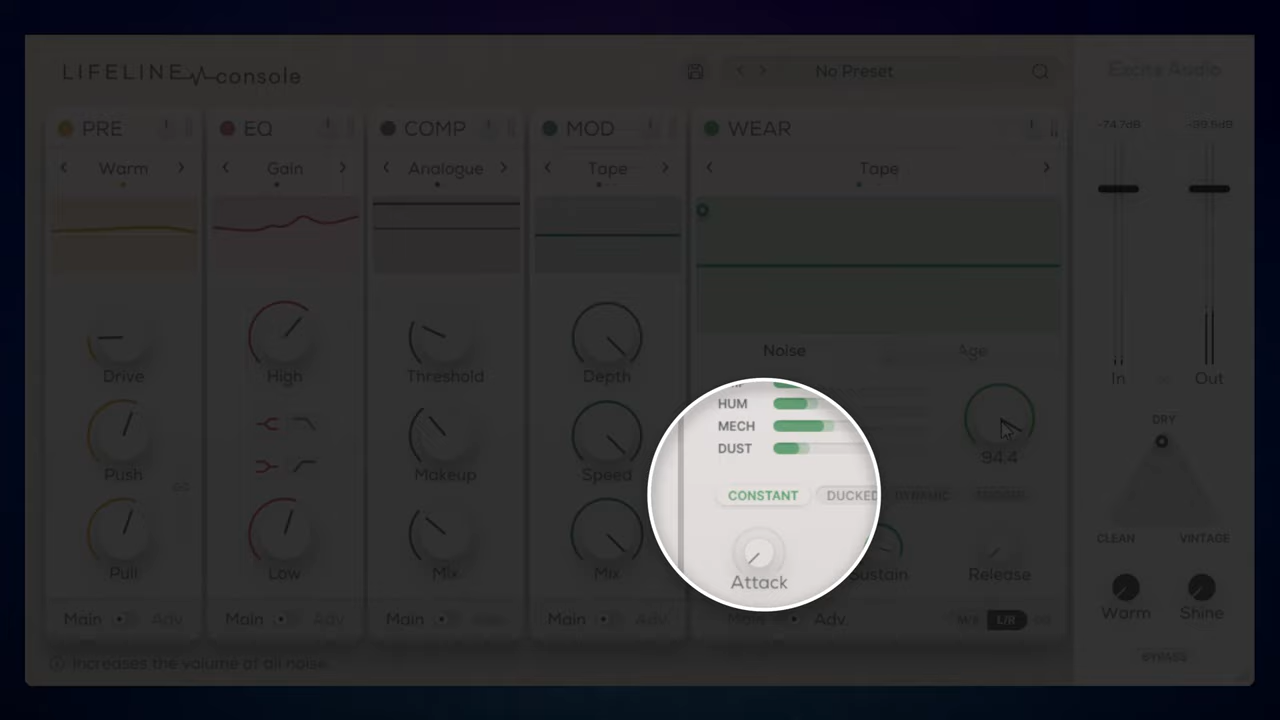 LIFELINE console
No Preset
Excite Audio
PRE
EQ
COMP
MOD
WEAR
-74.7dB
Warm
Gain
Analogue
Tape
Tape
Noise
Age
Drive
High
Threshold
Depth
In
Out
HUM
MECH
DUST
94.4
DRY
Push
Makeup
Speed
CONSTANT
DUCKED
DYNAMIC
CLEAN
VINTAGE
Pull
Low
Mix
Mix
Attack
Sustain
Release
Warm
Shine
Main
Adv.
Main
Adv.
Main
Main
Adv.
Adv.
M/S
L/R
BYPASS
Increases the volume of all noise.